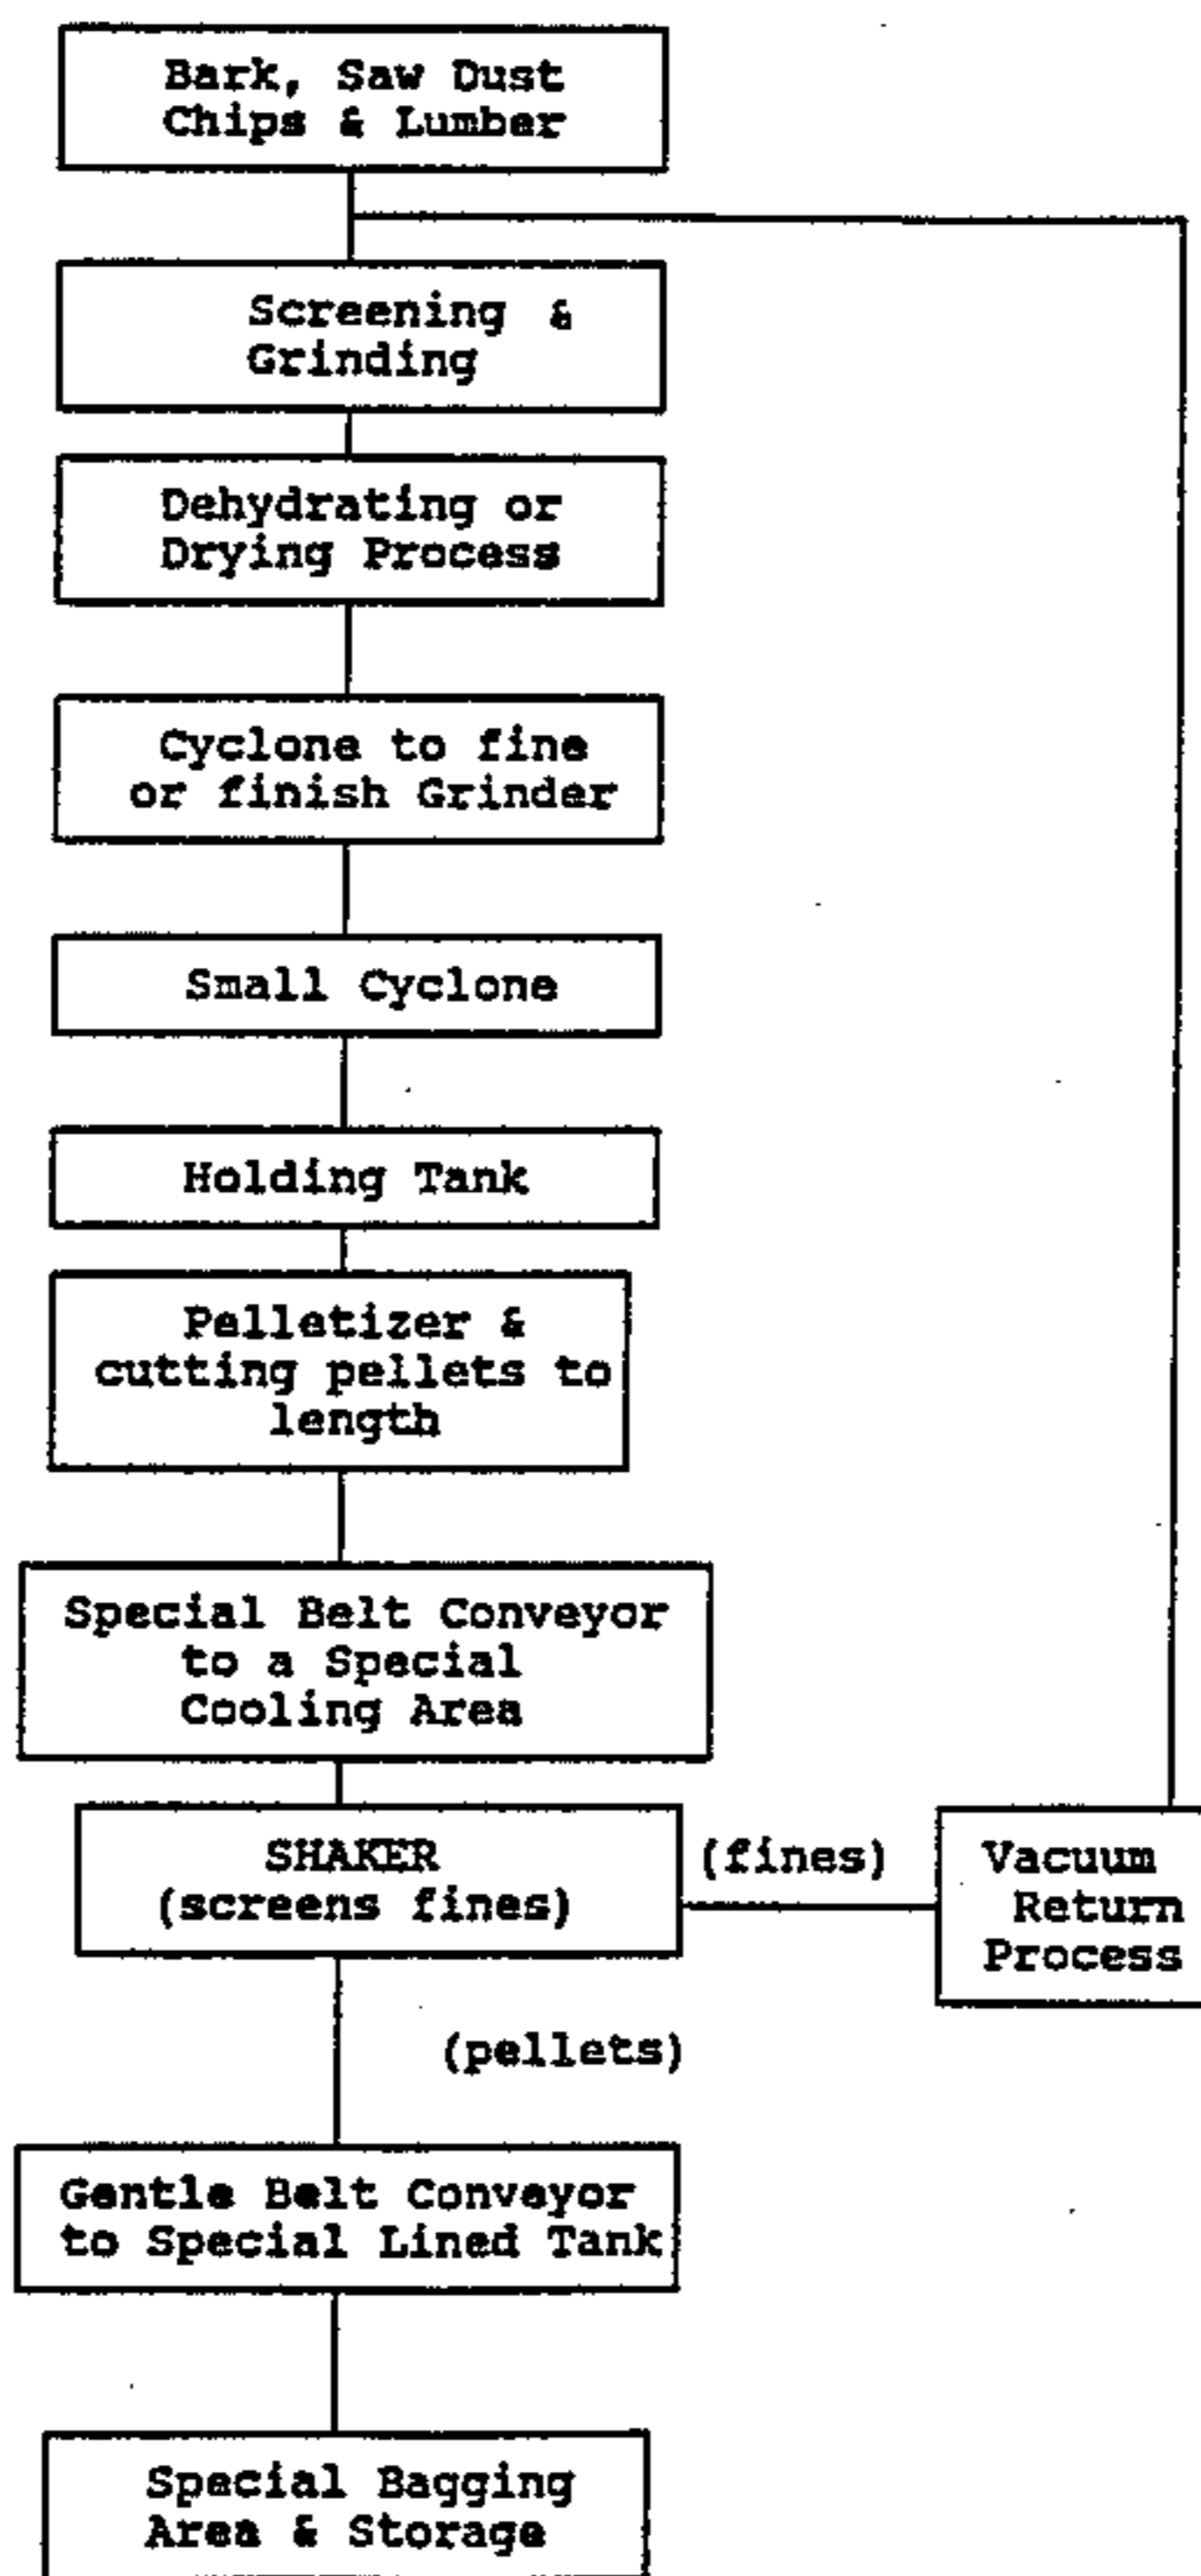 Bark, Saw Dust
Chips & Lumber
Screening &
Grinding
Dehydrating or
Drying Process
Cyclone to fine
or finish Grinder
Small Cyclone
Holding Tank
Pelletizer &
cutting pellets to
length
Special Belt Conveyor
to a Special
Cooling Area
SHAKER
(screens fines)
(fines)
Vacuum
Return
Process
(pellets)
Gentle Belt Conveyor
to Special Lined Tank
Special Bagging
Area & Storage